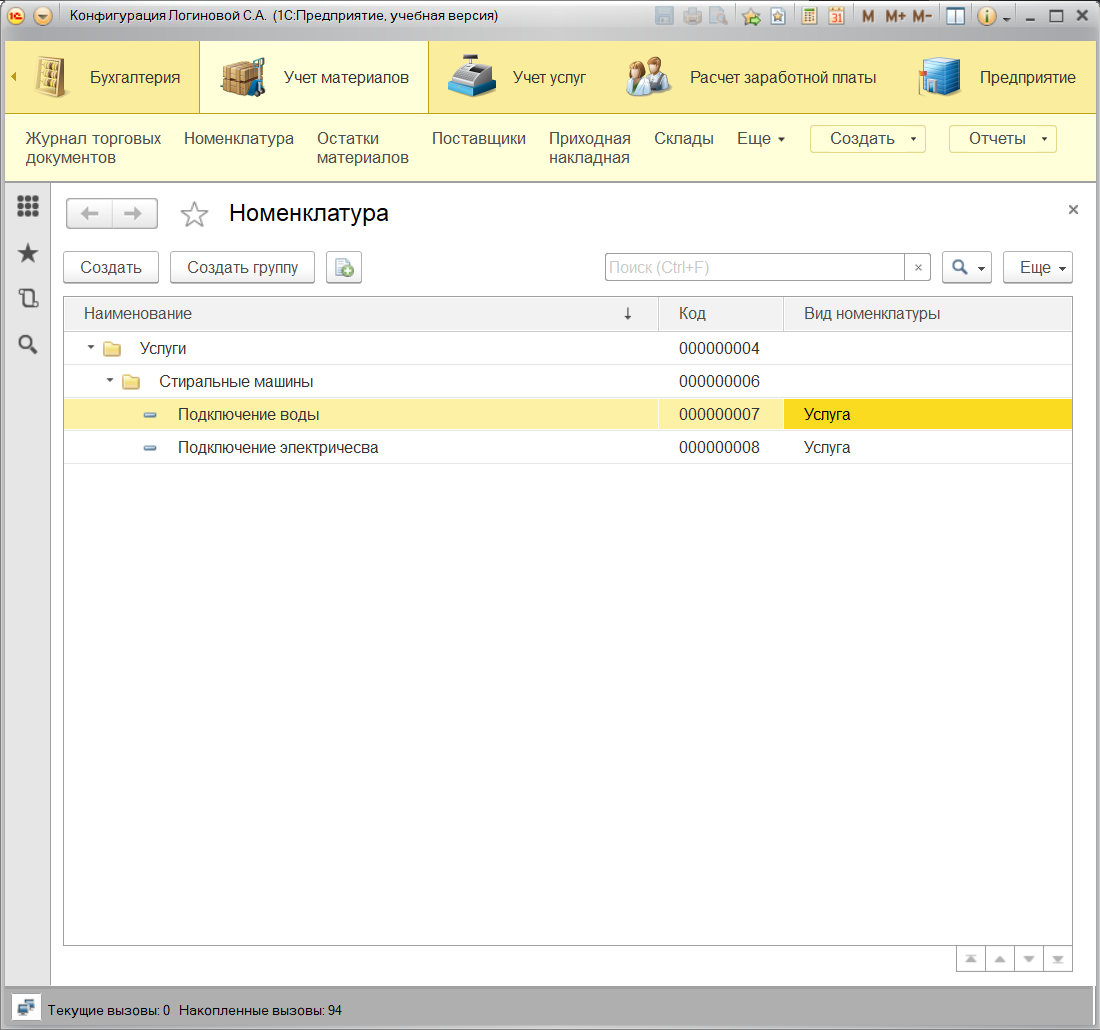 Конфигурация Логиновой С.А. (1С:Предприятие, учебная версия)
31 M M+ M-
Бухгалтерия Учет материалов Учет услуг Расчет заработной платы Предприятие
Журнал торговых Номенклатура Остатки Поставщики Приходная Склады Еще Создать Отчеты
документов материалов накладная
Номенклатура
Создать Создать группу Поиск (Ctrl+F) Еще
Наименование Код Вид номенклатуры
Услуги 000000004
Стиральные машины 000000006
Подключение воды 000000007 Услуга
Подключение электричесва 000000008 Услуга
Текущие вызовы: 0 Накопленные вызовы: 94